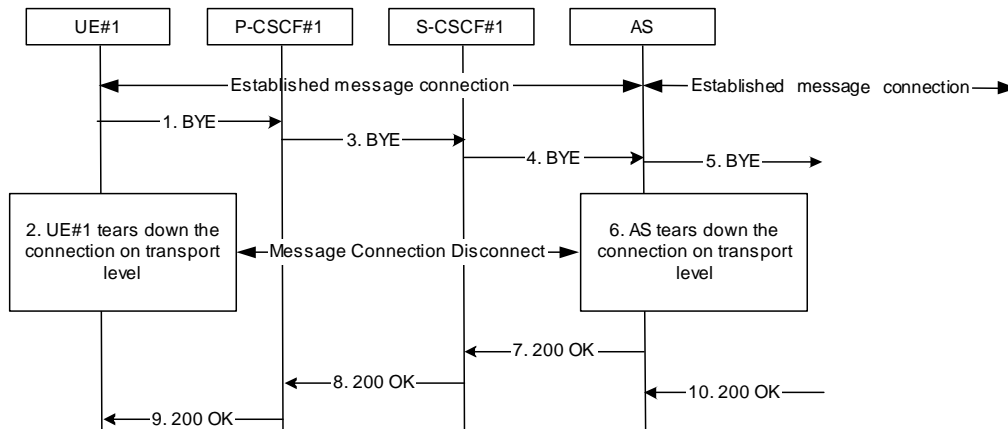 UE#1
P-CSCF#1
S-CSCF#1
AS
Established message connection
Established message connection
1. BYE
3. BYE
4. BYE
5. BYE
2. UE#1 tears down the
connection on transport
level
Message Connection Disconnect
6. AS tears down the
connection on transport
level
7. 200 OK
8. 200 OK
10. 200 OK
9. 200 OK